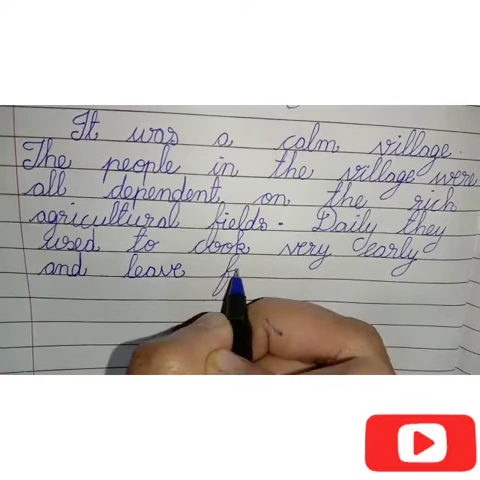 It was a calm village.
The people in the village were
all dependent on the rich
agricultural fields. Daily they
used to cook very early
and leave f